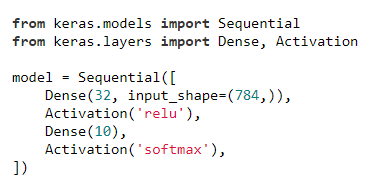 from keras.models import Sequential
from keras.layers import Dense, Activation

model = Sequential([
    Dense(32, input_shape=(784,)),
    Activation('relu'),
    Dense(10),
    Activation('softmax'),
])